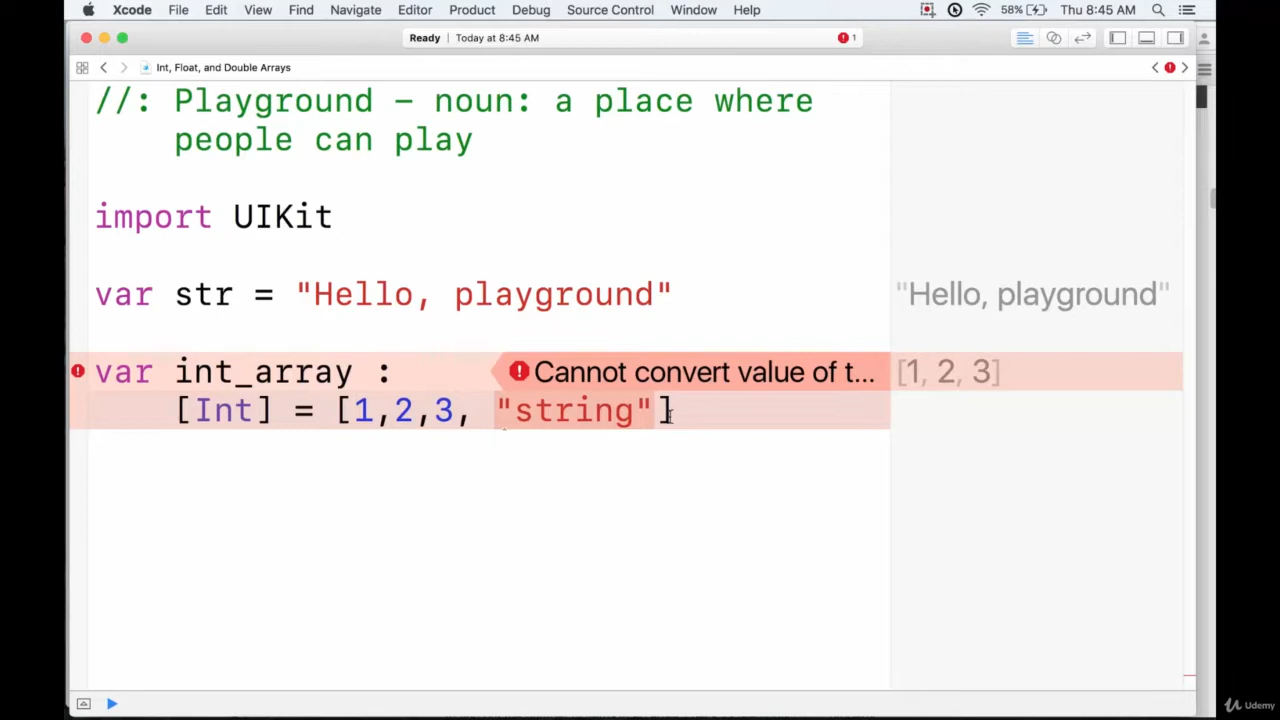 Xcode File Edit View Find Navigate Editor Product Debug Source Control Window Help 58% Thu 8:45 AM
Ready | Today at 8:45 AM 1
Int, Float, and Double Arrays
//: Playground – noun: a place where
people can play
import UIKit
var str = "Hello, playground" "Hello, playground"
var int_array : Cannot convert value of t... [1, 2, 3]
[Int] = [1,2,3, "string"]
Udemy